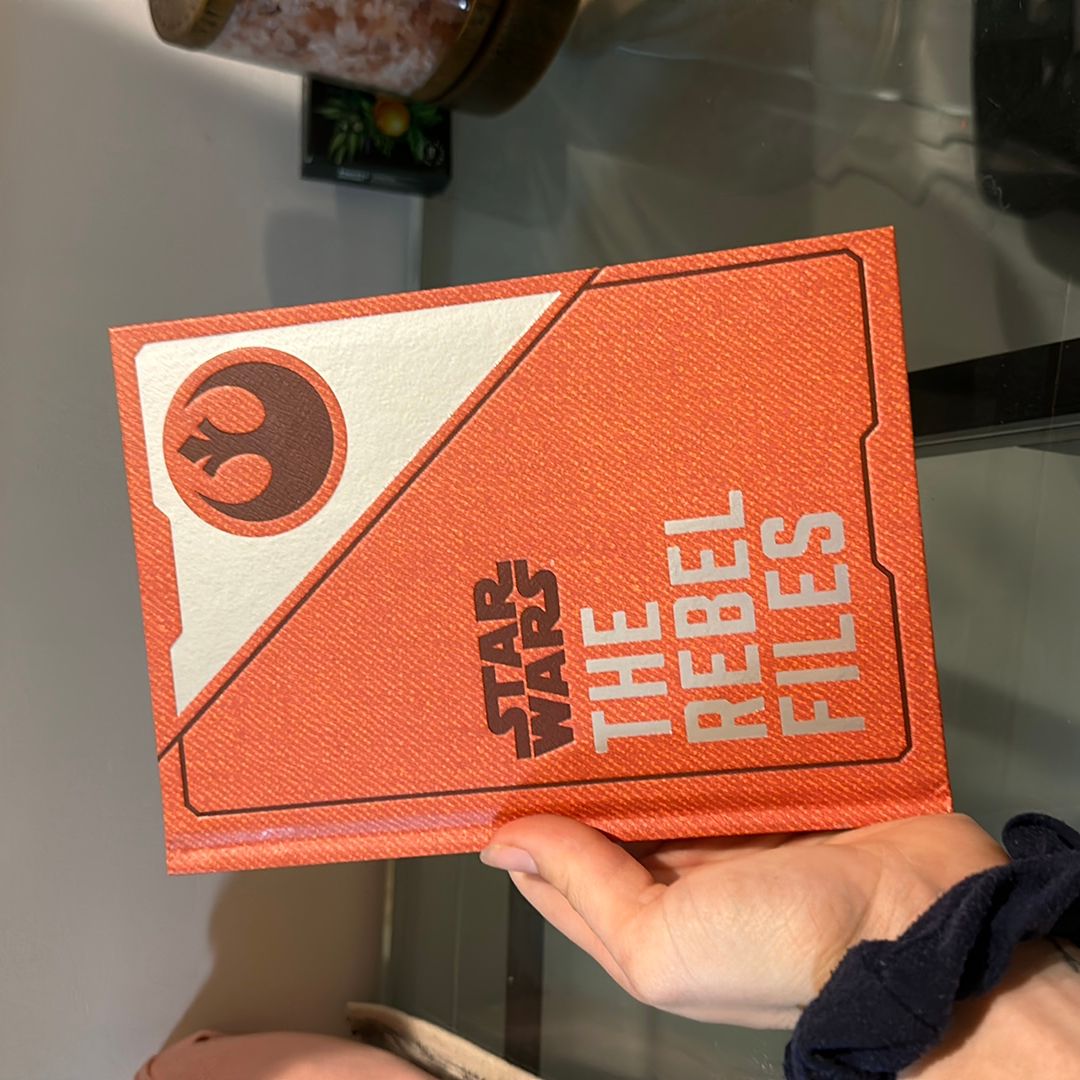 STAR
WARS
THE
REBEL
FILES